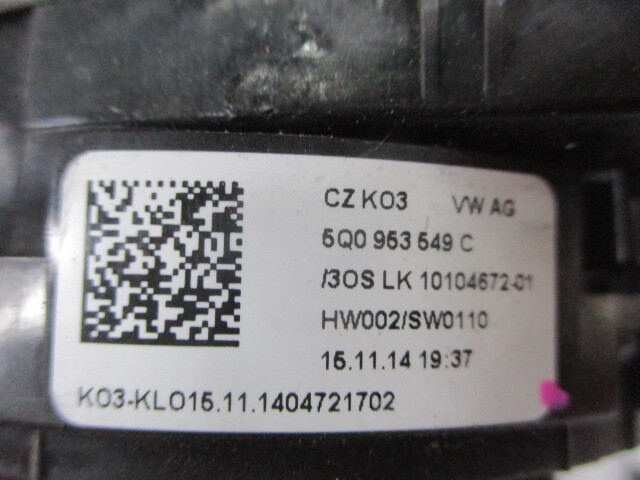 CZ K03 VW AG
5Q0 953 549 C
/3OS LK 10104672-01
HW002/SW0110
15.11.14 19:37
K03-KLO15.11.1404721702